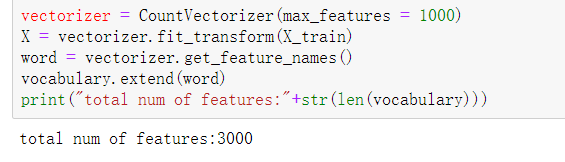 vectorizer = CountVectorizer(max_features = 1000)
X = vectorizer.fit_transform(X_train)
word = vectorizer.get_feature_names()
vocabulary.extend(word)
print("total num of features:"+str(len(vocabulary)))
total num of features:3000